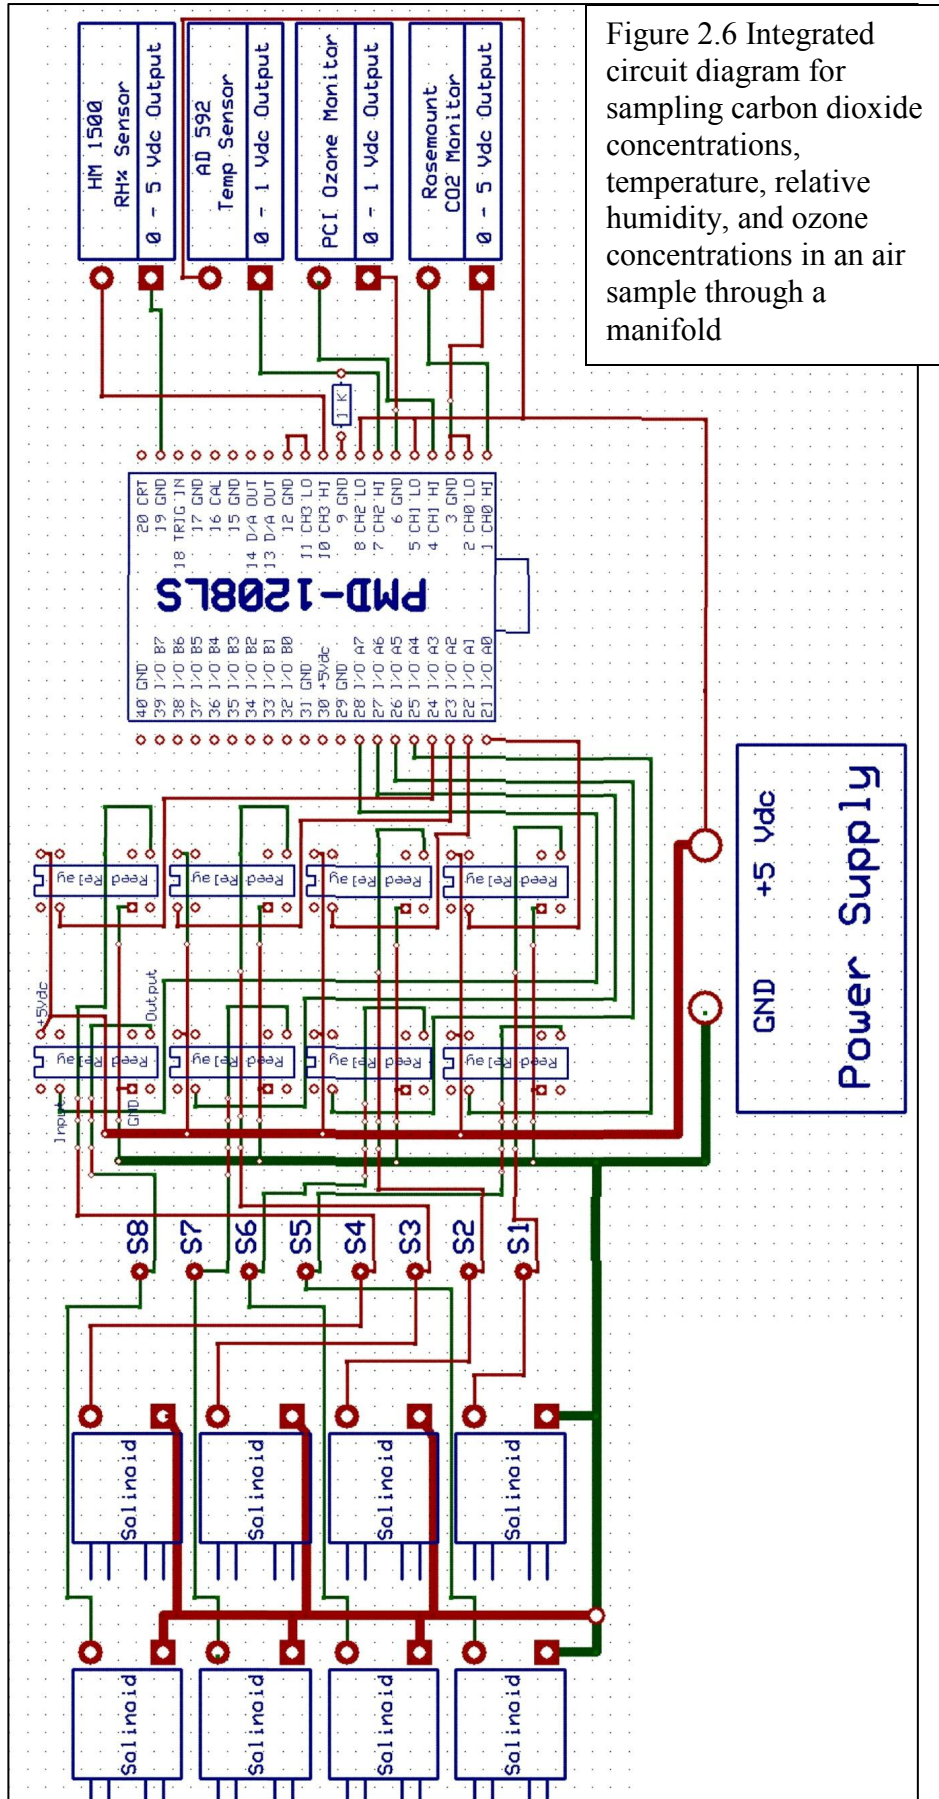 Figure 2.6 Integrated
circuit diagram for
sampling carbon dioxide
concentrations,
temperature, relative
humidity, and ozone
concentrations in an air
sample through a
manifold
HM 1500
RH% Sensor
0 - 5 Vdc Output
AD 592
Temp Sensor
0 - 1 Vdc Output
PCI Ozone Monitor
0 - 1 Vdc Output
Rosemount
CO2 Monitor
0 - 5 Vdc Output
1 K
20 CRT
19 GND
18 TRIG IN
17 GND
16 CAL
15 GND
14 D/A OUT
13 D/A OUT
12 GND
11 CH3 LO
10 CH3 HI
9 GND
8 CH2 LO
7 CH2 HI
6 GND
5 CH1 LO
4 CH1 HI
3 GND
2 CH0 LO
1 CH0 HI
PMD-1208LS
40 GND
39 I/O B7
38 I/O B6
37 I/O B5
36 I/O B4
35 I/O B3
34 I/O B2
33 I/O B1
32 I/O B0
31 GND
30 +5Vdc
29 GND
28 I/O A7
27 I/O A6
26 I/O A5
25 I/O A4
24 I/O A3
23 I/O A2
22 I/O A1
21 I/O A0
Reed Relay
Reed Relay
Reed Relay
Reed Relay
+5Vdc
Output
Reed Relay
Reed Relay
Reed Relay
Reed Relay
Input
GND
+5 Vdc
GND
Power Supply
S8
S7
S6
S5
S4
S3
S2
S1
Salinoid
Salinoid
Salinoid
Salinoid
Salinoid
Salinoid
Salinoid
Salinoid